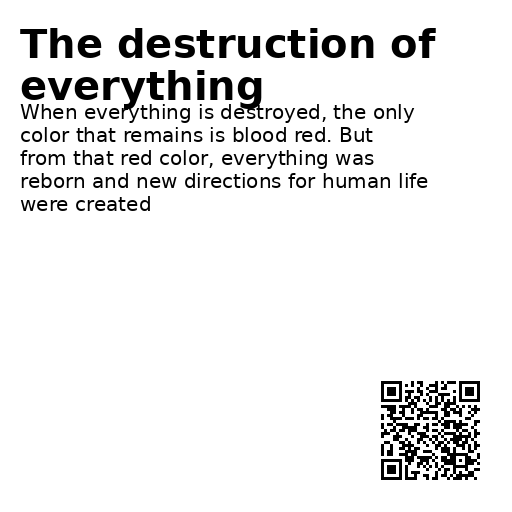 The destruction of
everything
When everything is destroyed, the only
color that remains is blood red. But
from that red color, everything was
reborn and new directions for human life
were created